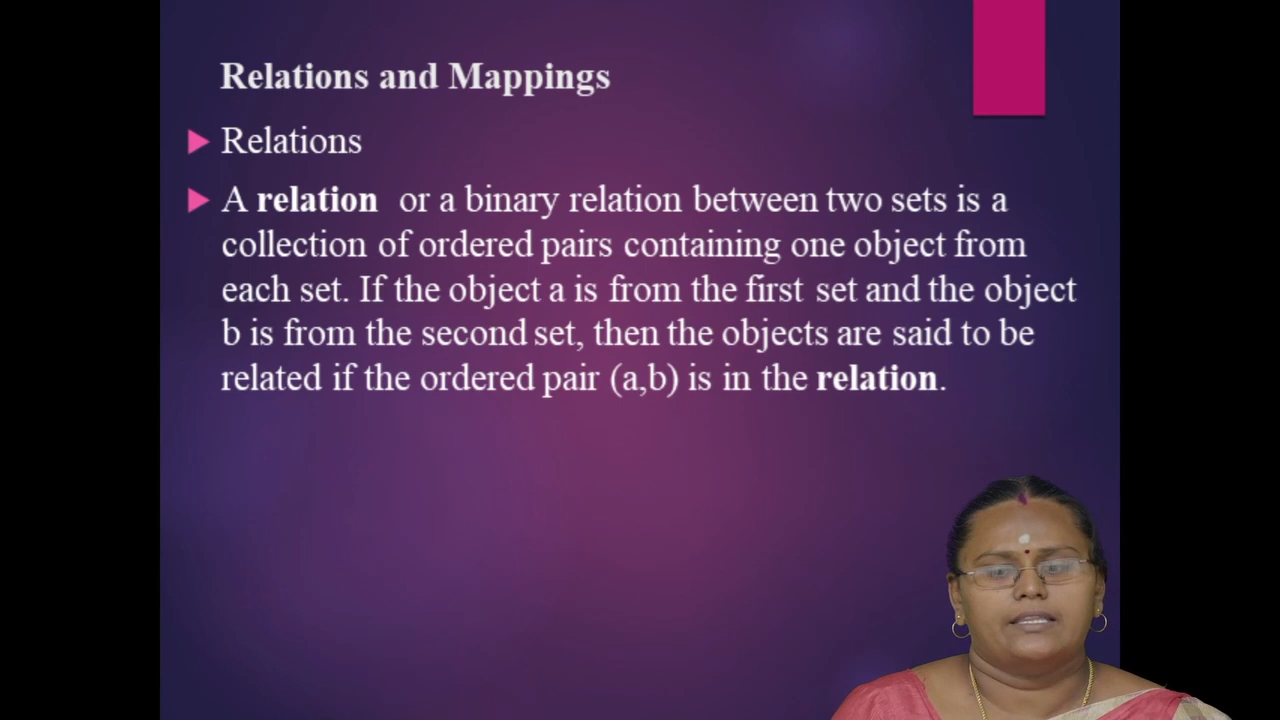 Relations and Mappings
Relations
A relation or a binary relation between two sets is a
collection of ordered pairs containing one object from
each set. If the object a is from the first set and the object
b is from the second set, then the objects are said to be
related if the ordered pair (a,b) is in the relation.